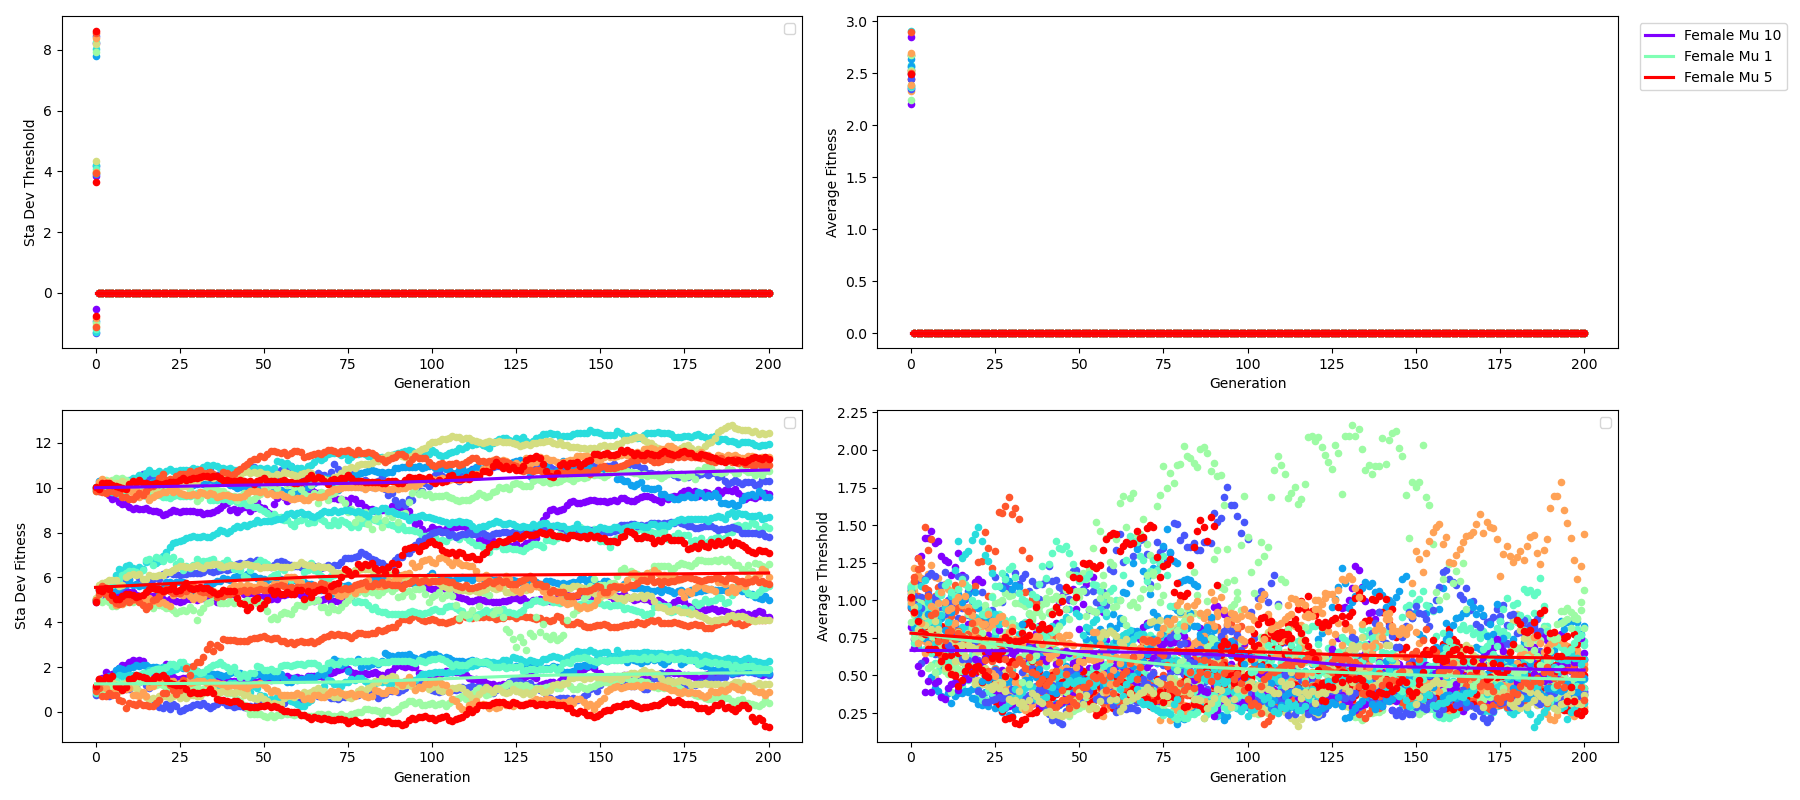 Sta Dev Threshold
8
6
4
2
0
0 25 50 75 100 125 150 175 200
Generation
Average Fitness
3.0
2.5
2.0
1.5
1.0
0.5
0.0
0 25 50 75 100 125 150 175 200
Generation
Female Mu 10
Female Mu 1
Female Mu 5
Sta Dev Fitness
12
10
8
6
4
2
0
0 25 50 75 100 125 150 175 200
Generation
Average Threshold
2.25
2.00
1.75
1.50
1.25
1.00
0.75
0.50
0.25
0 25 50 75 100 125 150 175 200
Generation